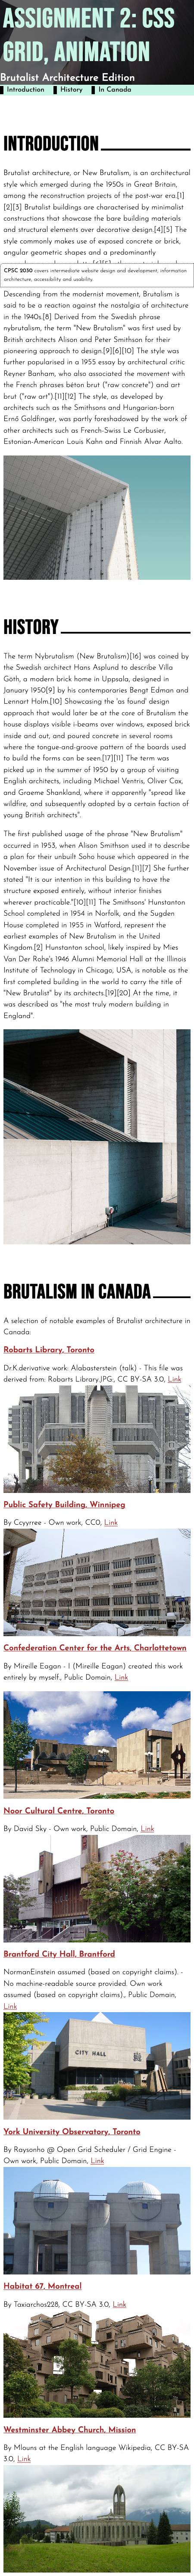 ASSIGNMENT 2: CSS
GRID, ANIMATION
Brutalist Architecture Edition
Introduction
History
In Canada
INTRODUCTION
Brutalist architecture, or New Brutalism, is an architectural
style which emerged during the 1950s in Great Britain,
among the reconstruction projects of the post-war era.[1]
[2][3] Brutalist buildings are characterised by minimalist
constructions that showcase the bare building materials
and structural elements over decorative design.[4][5] The
style commonly makes use of exposed concrete or brick,
angular geometric shapes and a predominantly
CPSC 2030 covers intermediate website design and development, information
architecture, accessibility and usability.
Descending from the modernist movement, Brutalism is
said to be a reaction against the nostalgia of architecture
in the 1940s.[8] Derived from the Swedish phrase
nybrutalism, the term "New Brutalism" was first used by
British architects Alison and Peter Smithson for their
pioneering approach to design.[9][6][10] The style was
further popularised in a 1955 essay by architectural critic
Reyner Banham, who also associated the movement with
the French phrases béton brut ("raw concrete") and art
brut ("raw art").[11][12] The style, as developed by
architects such as the Smithsons and Hungarian-born
Ernő Goldfinger, was partly foreshadowed by the work of
other architects such as French-Swiss Le Corbusier,
Estonian-American Louis Kahn and Finnish Alvar Aalto.
HISTORY
The term Nybrutalism (New Brutalism)[16] was coined by
the Swedish architect Hans Asplund to describe Villa
Göth, a modern brick home in Uppsala, designed in
January 1950[9] by his contemporaries Bengt Edman and
Lennart Holm.[10] Showcasing the 'as found' design
approach that would later be at the core of Brutalism the
house displays visible i-beams over windows, exposed brick
inside and out, and poured concrete in several rooms
where the tongue-and-groove pattern of the boards used
to build the forms can be seen.[17][11] The term was
picked up in the summer of 1950 by a group of visiting
English architects, including Michael Ventris, Oliver Cox,
and Graeme Shankland, where it apparently "spread like
wildfire, and subsequently adopted by a certain faction of
young British architects".
The first published usage of the phrase "New Brutalism"
occurred in 1953, when Alison Smithson used it to describe
a plan for their unbuilt Soho house which appeared in the
November issue of Architectural Design.[11][7] She further
stated "It is our intention in this building to have the
structure exposed entirely, without interior finishes
wherever practicable."[10][11] The Smithsons' Hunstanton
School completed in 1954 in Norfolk, and the Sugden
House completed in 1955 in Watford, represent the
earliest examples of New Brutalism in the United
Kingdom.[2] Hunstanton school, likely inspired by Mies
Van Der Rohe's 1946 Alumni Memorial Hall at the Illinois
Institute of Technology in Chicago, USA, is notable as the
first completed building in the world to carry the title of
"New Brutalism" by its architects.[19][20] At the time, it
was described as "the most truly modern building in
England".
BRUTALISM IN CANADA
A selection of notable examples of Brutalist architecture in
Canada:
Robarts Library, Toronto
Dr.K.derivative work: Alabasterstein (talk) - This file was
derived from: Robarts Library.JPG:, CC BY-SA 3.0, Link
Public Safety Building, Winnipeg
By Ccyyrree - Own work, CC0, Link
Confederation Center for the Arts, Charlottetown
By Mireille Eagan - I (Mireille Eagan) created this work
entirely by myself., Public Domain, Link
Noor Cultural Centre, Toronto
By David Sky - Own work, Public Domain, Link
Brantford City Hall, Brantford
NormanEinstein assumed (based on copyright claims). -
No machine-readable source provided. Own work
assumed (based on copyright claims)., Public Domain,
Link
CITY HALL
York University Observatory, Toronto
By Raysonho @ Open Grid Scheduler / Grid Engine -
Own work, Public Domain, Link
Habitat 67, Montreal
By Taxiarchos228, CC BY-SA 3.0, Link
Westminster Abbey Church, Mission
By Mlouns at the English language Wikipedia, CC BY-SA
3.0, Link